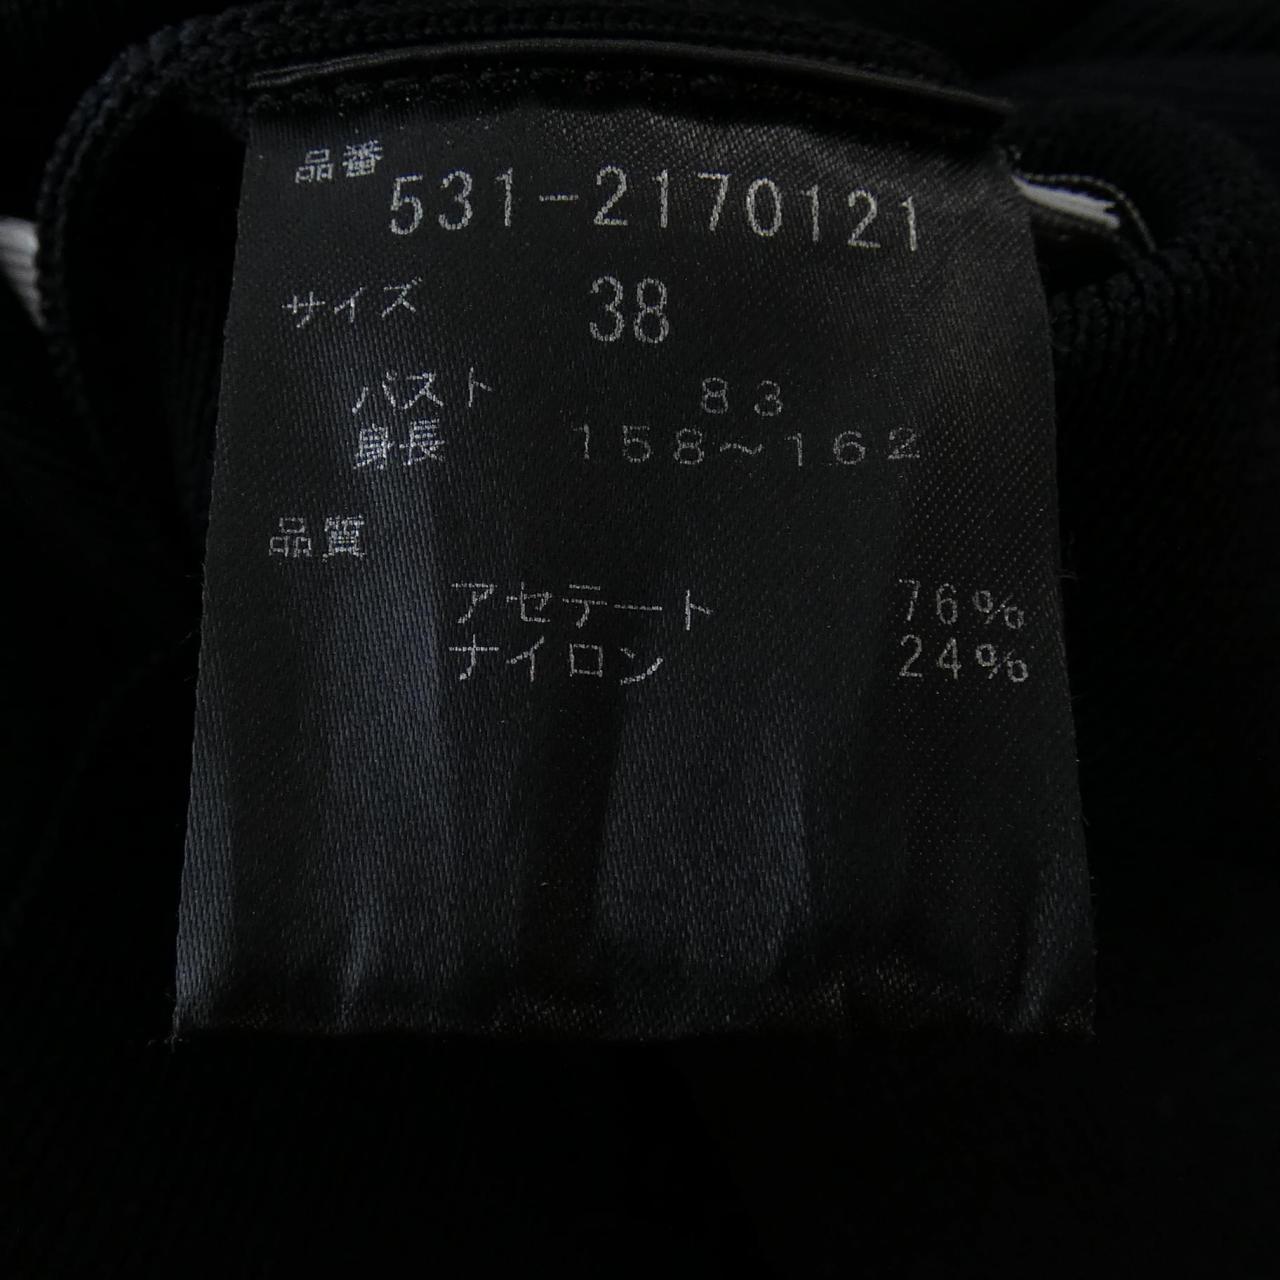 品番
531-2170121
サイズ 38
バスト 83
身長 158～162
品質
アセテート 76%
ナイロン 24%